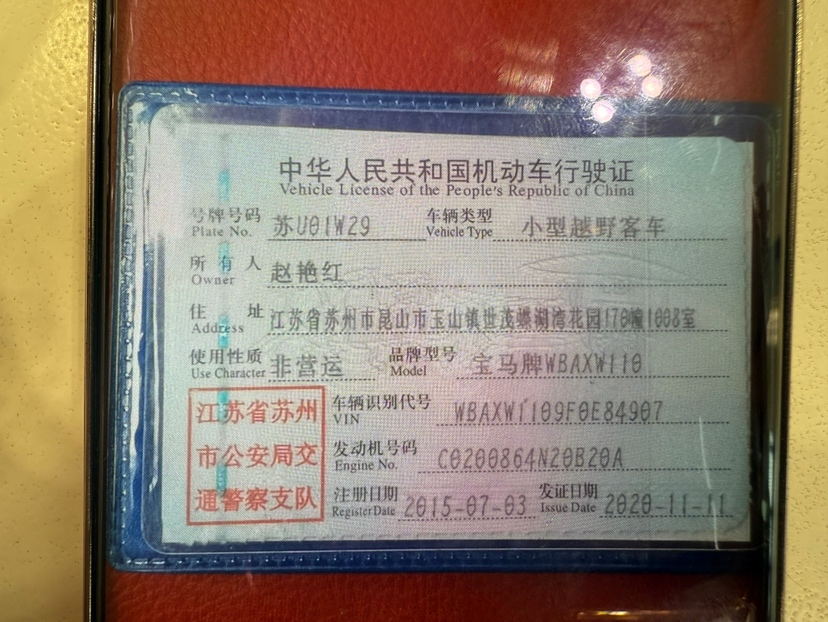 中华人民共和国机动车行驶证
Vehicle License of the People's Republic of China
号牌号码 苏U01W29 车辆类型 小型越野客车
Plate No. Vehicle Type
所有人 赵艳红
Owner
住址 江苏省苏州市昆山市玉山镇世茂蝶湖湾花园170幢1008室
Address
使用性质 非营运 品牌型号 宝马牌WBAXW110
Use Character Model
江苏省苏州 车辆识别代号 WBAXW1109F0E84907
VIN
市公安局交 发动机号码 C0200864N20B20A
Engine No.
通警察支队 注册日期 2015-07-03 发证日期 2020-11-11
Register Date Issue Date